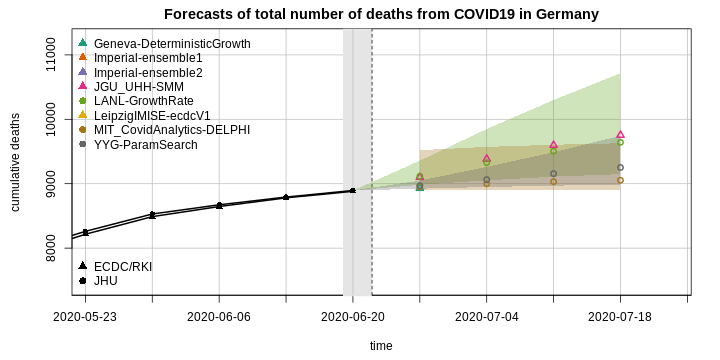 Forecasts of total number of deaths from COVID19 in Germany
cumulative deaths
11000
10000
9000
8000
Geneva-DeterministicGrowth
Imperial-ensemble1
Imperial-ensemble2
JGU_UHH-SMM
LANL-GrowthRate
LeipzigIMISE-ecdcV1
MIT_CovidAnalytics-DELPHI
YYG-ParamSearch
ECDC/RKI
JHU
2020-05-23
2020-06-06
2020-06-20
2020-07-04
2020-07-18
time